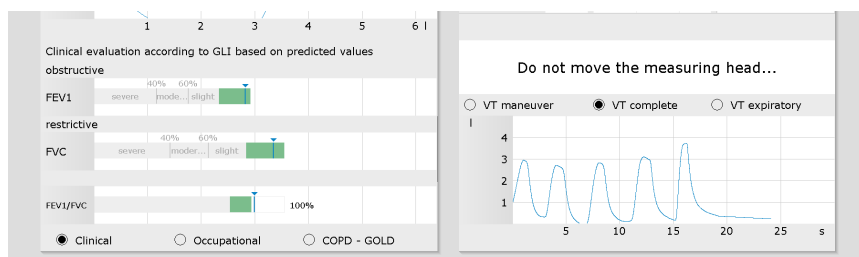 1 2 3 4 5 6 l
Clinical evaluation according to GLI based on predicted values
obstructive
40% 60%
FEV1 severe mode... slight
restrictive
40% 60%
FVC severe moder... slight
FEV1/FVC 100%
Clinical Occupational COPD - GOLD
Do not move the measuring head...
VT maneuver VT complete VT expiratory
l
4
3
2
1
5 10 15 20 25 s